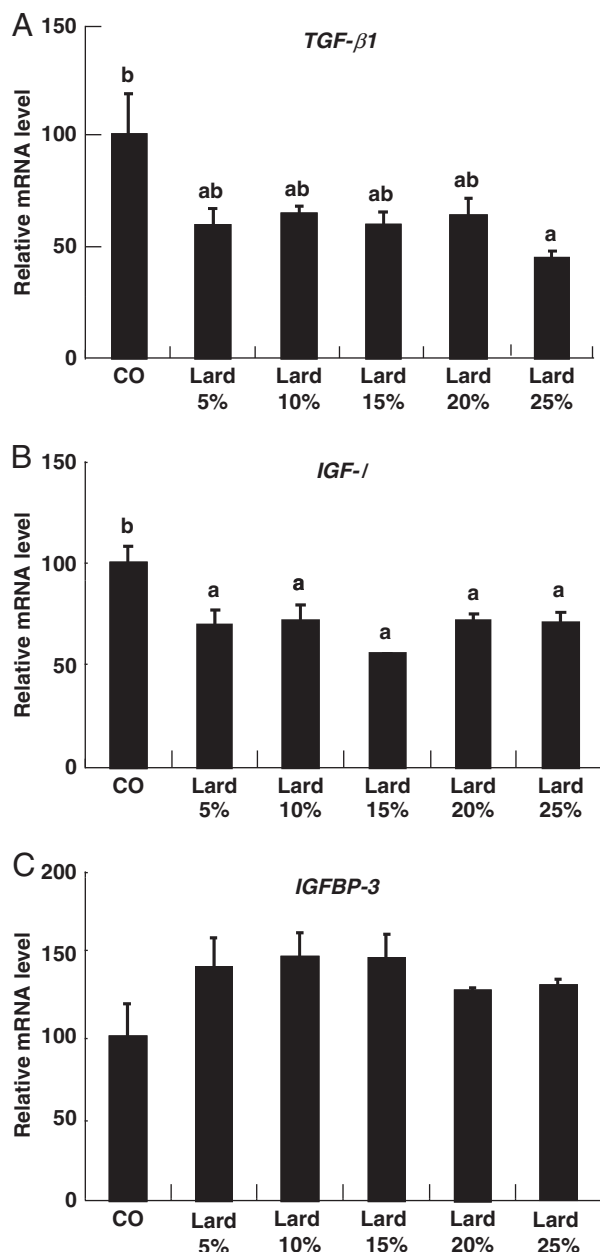 A
TGF-β1
Relative mRNA level
150
100
50
0
b
ab
ab
ab
ab
a
CO Lard Lard Lard Lard Lard
5% 10% 15% 20% 25%
B
IGF-I
Relative mRNA level
150
100
50
0
b
a
a
a
a
a
CO Lard Lard Lard Lard Lard
5% 10% 15% 20% 25%
C
IGFBP-3
Relative mRNA level
200
150
100
50
0
CO Lard Lard Lard Lard Lard
5% 10% 15% 20% 25%